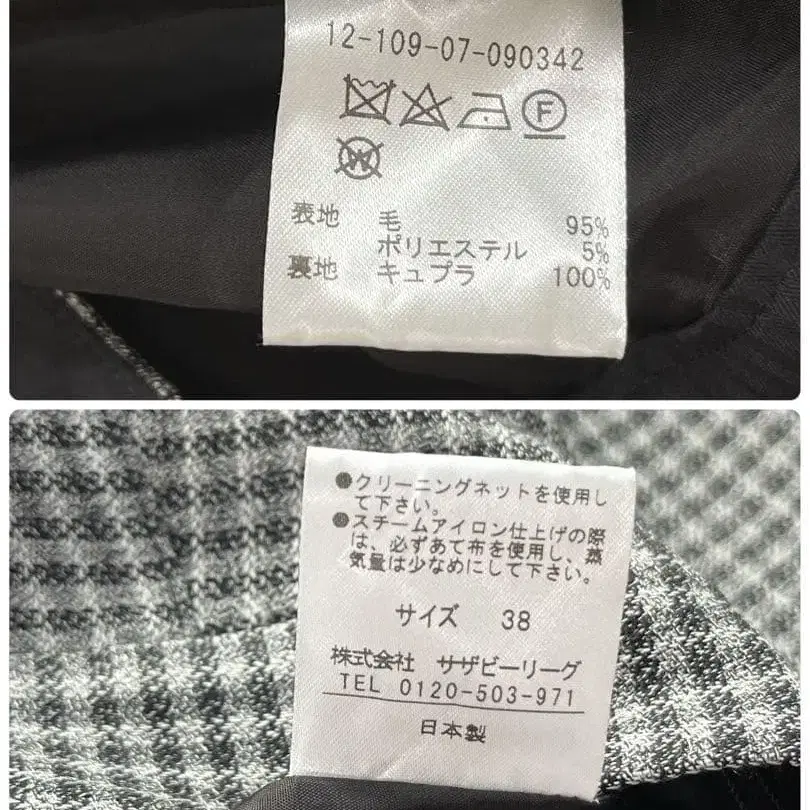 12-109-07-090342
F
W
表地 毛 95%
ポリエステル 5%
裏地 キュプラ 100%
●クリーニングネットを使用し
て下さい。
●スチームアイロン仕上げの際
は、必ずあて布を使用し、蒸
気量は少なめにして下さい。
サイズ 38
株式会社 サザビーリーグ
TEL 0120-503-971
日本製